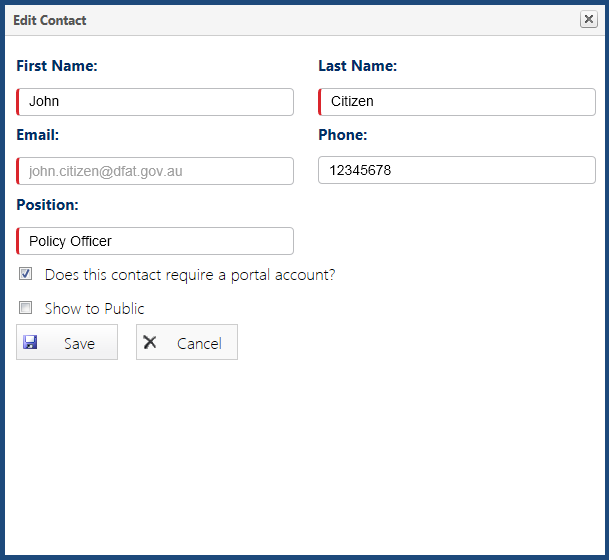 Edit Contact
First Name: Last Name:
John Citizen
Email: Phone:
john.citizen@dfat.gov.au 12345678
Position:
Policy Officer
Does this contact require a portal account?
Show to Public
Save Cancel